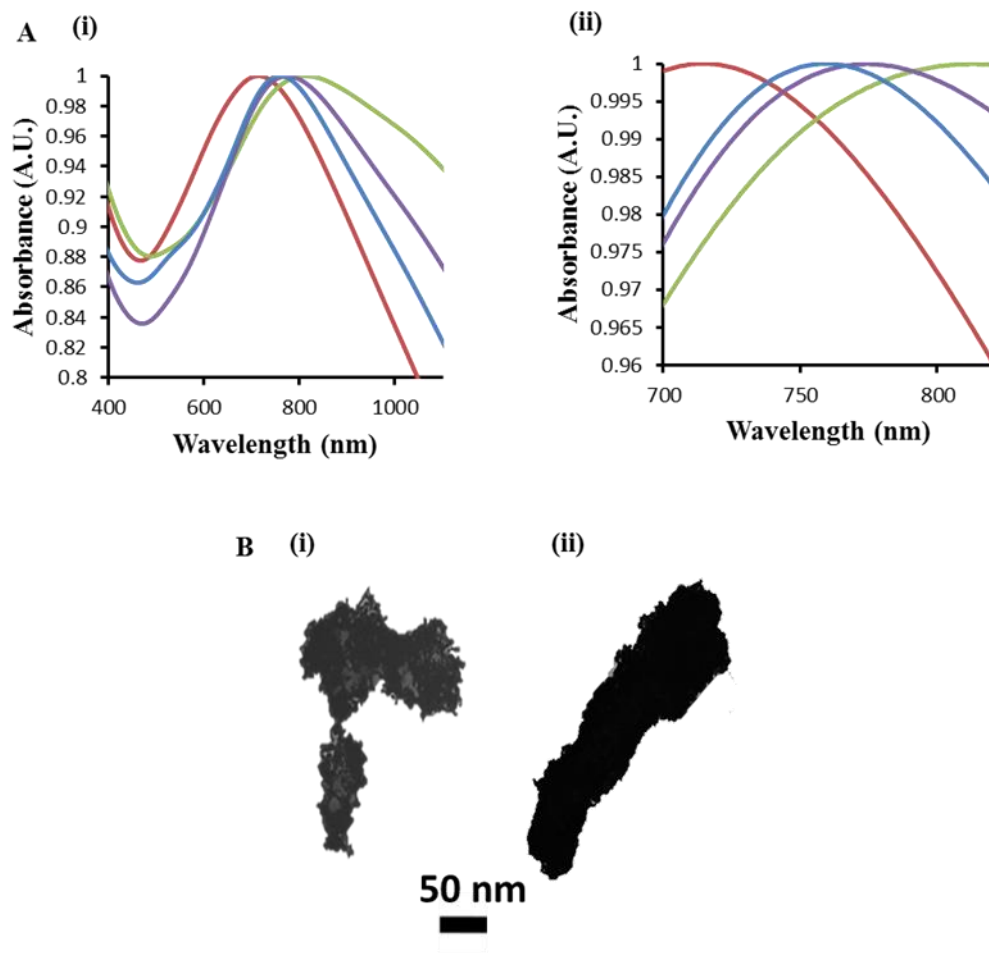 A (i) (ii)
Absorbance (A.U.)
1
0.98
0.96
0.94
0.92
0.9
0.88
0.86
0.84
0.82
0.8
400 600 800 1000
Wavelength (nm)
Absorbance (A.U.)
1
0.995
0.99
0.985
0.98
0.975
0.97
0.965
0.96
700 750 800
Wavelength (nm)
B (i) (ii)
50 nm